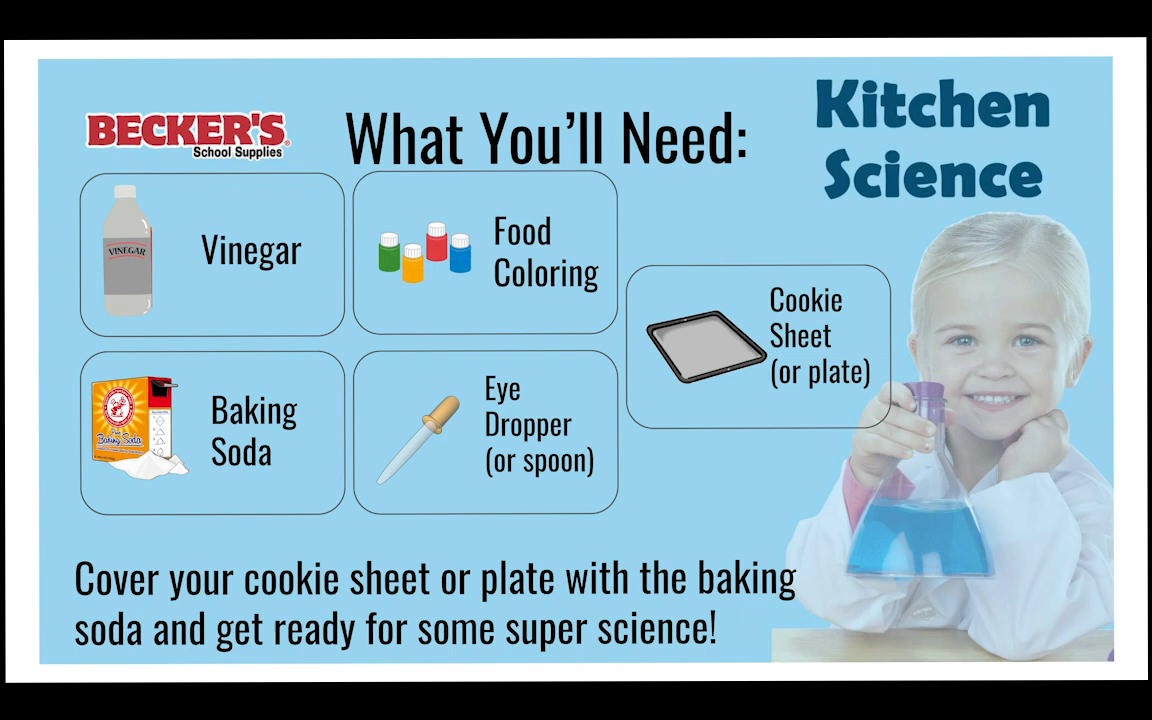 BECKER'S
School Supplies
What You'll Need:
Kitchen
Science
VINEGAR
Vinegar
Food
Coloring
Cookie
Sheet
(or plate)
Baking Soda
Baking
Soda
Eye
Dropper
(or spoon)
Cover your cookie sheet or plate with the baking
soda and get ready for some super science!